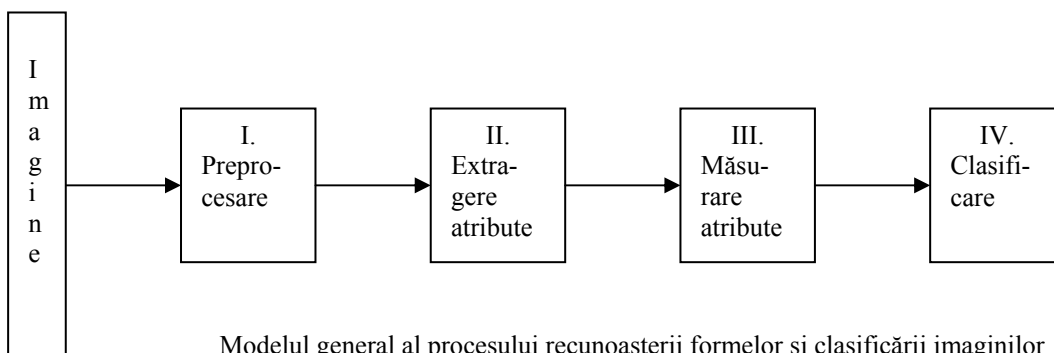 I
m
a
g
i
n
e
I.
Prepro-
cesare
II.
Extra-
gere
atribute
III.
Măsu-
rare
atribute
IV.
Clasifi-
care
Modelul general al procesului recunoașterii formelor și clasificării imaginilor